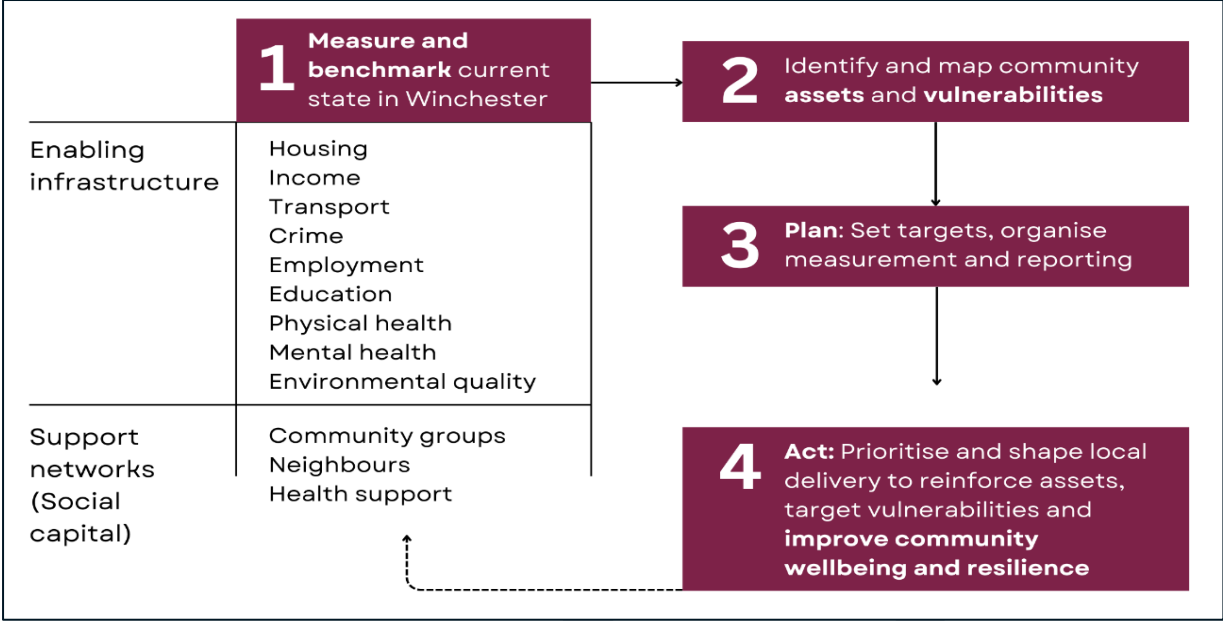 1
Measure and
benchmark current
state in Winchester
2
Identify and map community
assets and vulnerabilities
Enabling
infrastructure
Housing
Income
Transport
Crime
Employment
Education
Physical health
Mental health
Environmental quality
3
Plan: Set targets, organise
measurement and reporting
Support
networks
(Social
capital)
Community groups
Neighbours
Health support
4
Act: Prioritise and shape local
delivery to reinforce assets,
target vulnerabilities and
improve community
wellbeing and resilience